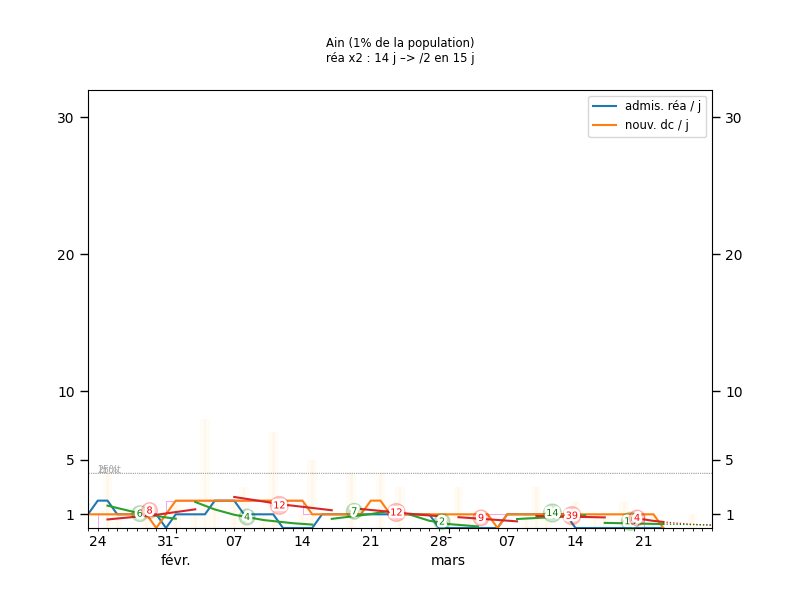 Ain (1% de la population)
réa x2 : 14 j –> /2 en 15 j
admis. réa / j
nouv. dc / j
30 30
20 20
10 10
5 5
1 1
6 8 4 12 7 12 2 9 14 39 4
24 31 07 14 21 28 07 14 21
févr. mars